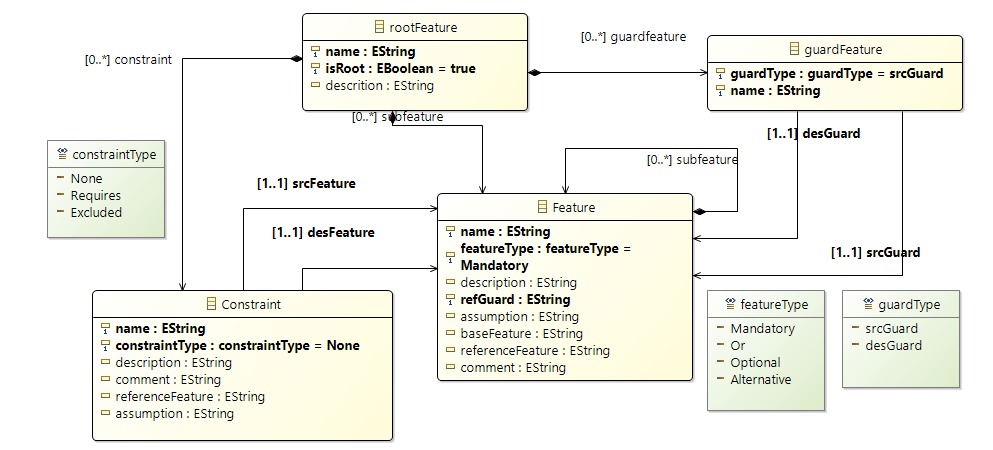 rootFeature
name : EString
isRoot : EBoolean = true
descrition : EString
[0..*] guardfeature
guardFeature
guardType : guardType = srcGuard
name : EString
[0..*] constraint
[0..*] subfeature
[1..1] desGuard
constraintType
None
Requires
Excluded
[0..*] subfeature
[1..1] srcFeature
[1..1] desFeature
Feature
name : EString
featureType : featureType =
Mandatory
description : EString
refGuard : EString
assumption : EString
baseFeature : EString
referenceFeature : EString
comment : EString
[1..1] srcGuard
Constraint
name : EString
constraintType : constraintType = None
description : EString
comment : EString
referenceFeature : EString
assumption : EString
featureType
Mandatory
Or
Optional
Alternative
guardType
srcGuard
desGuard